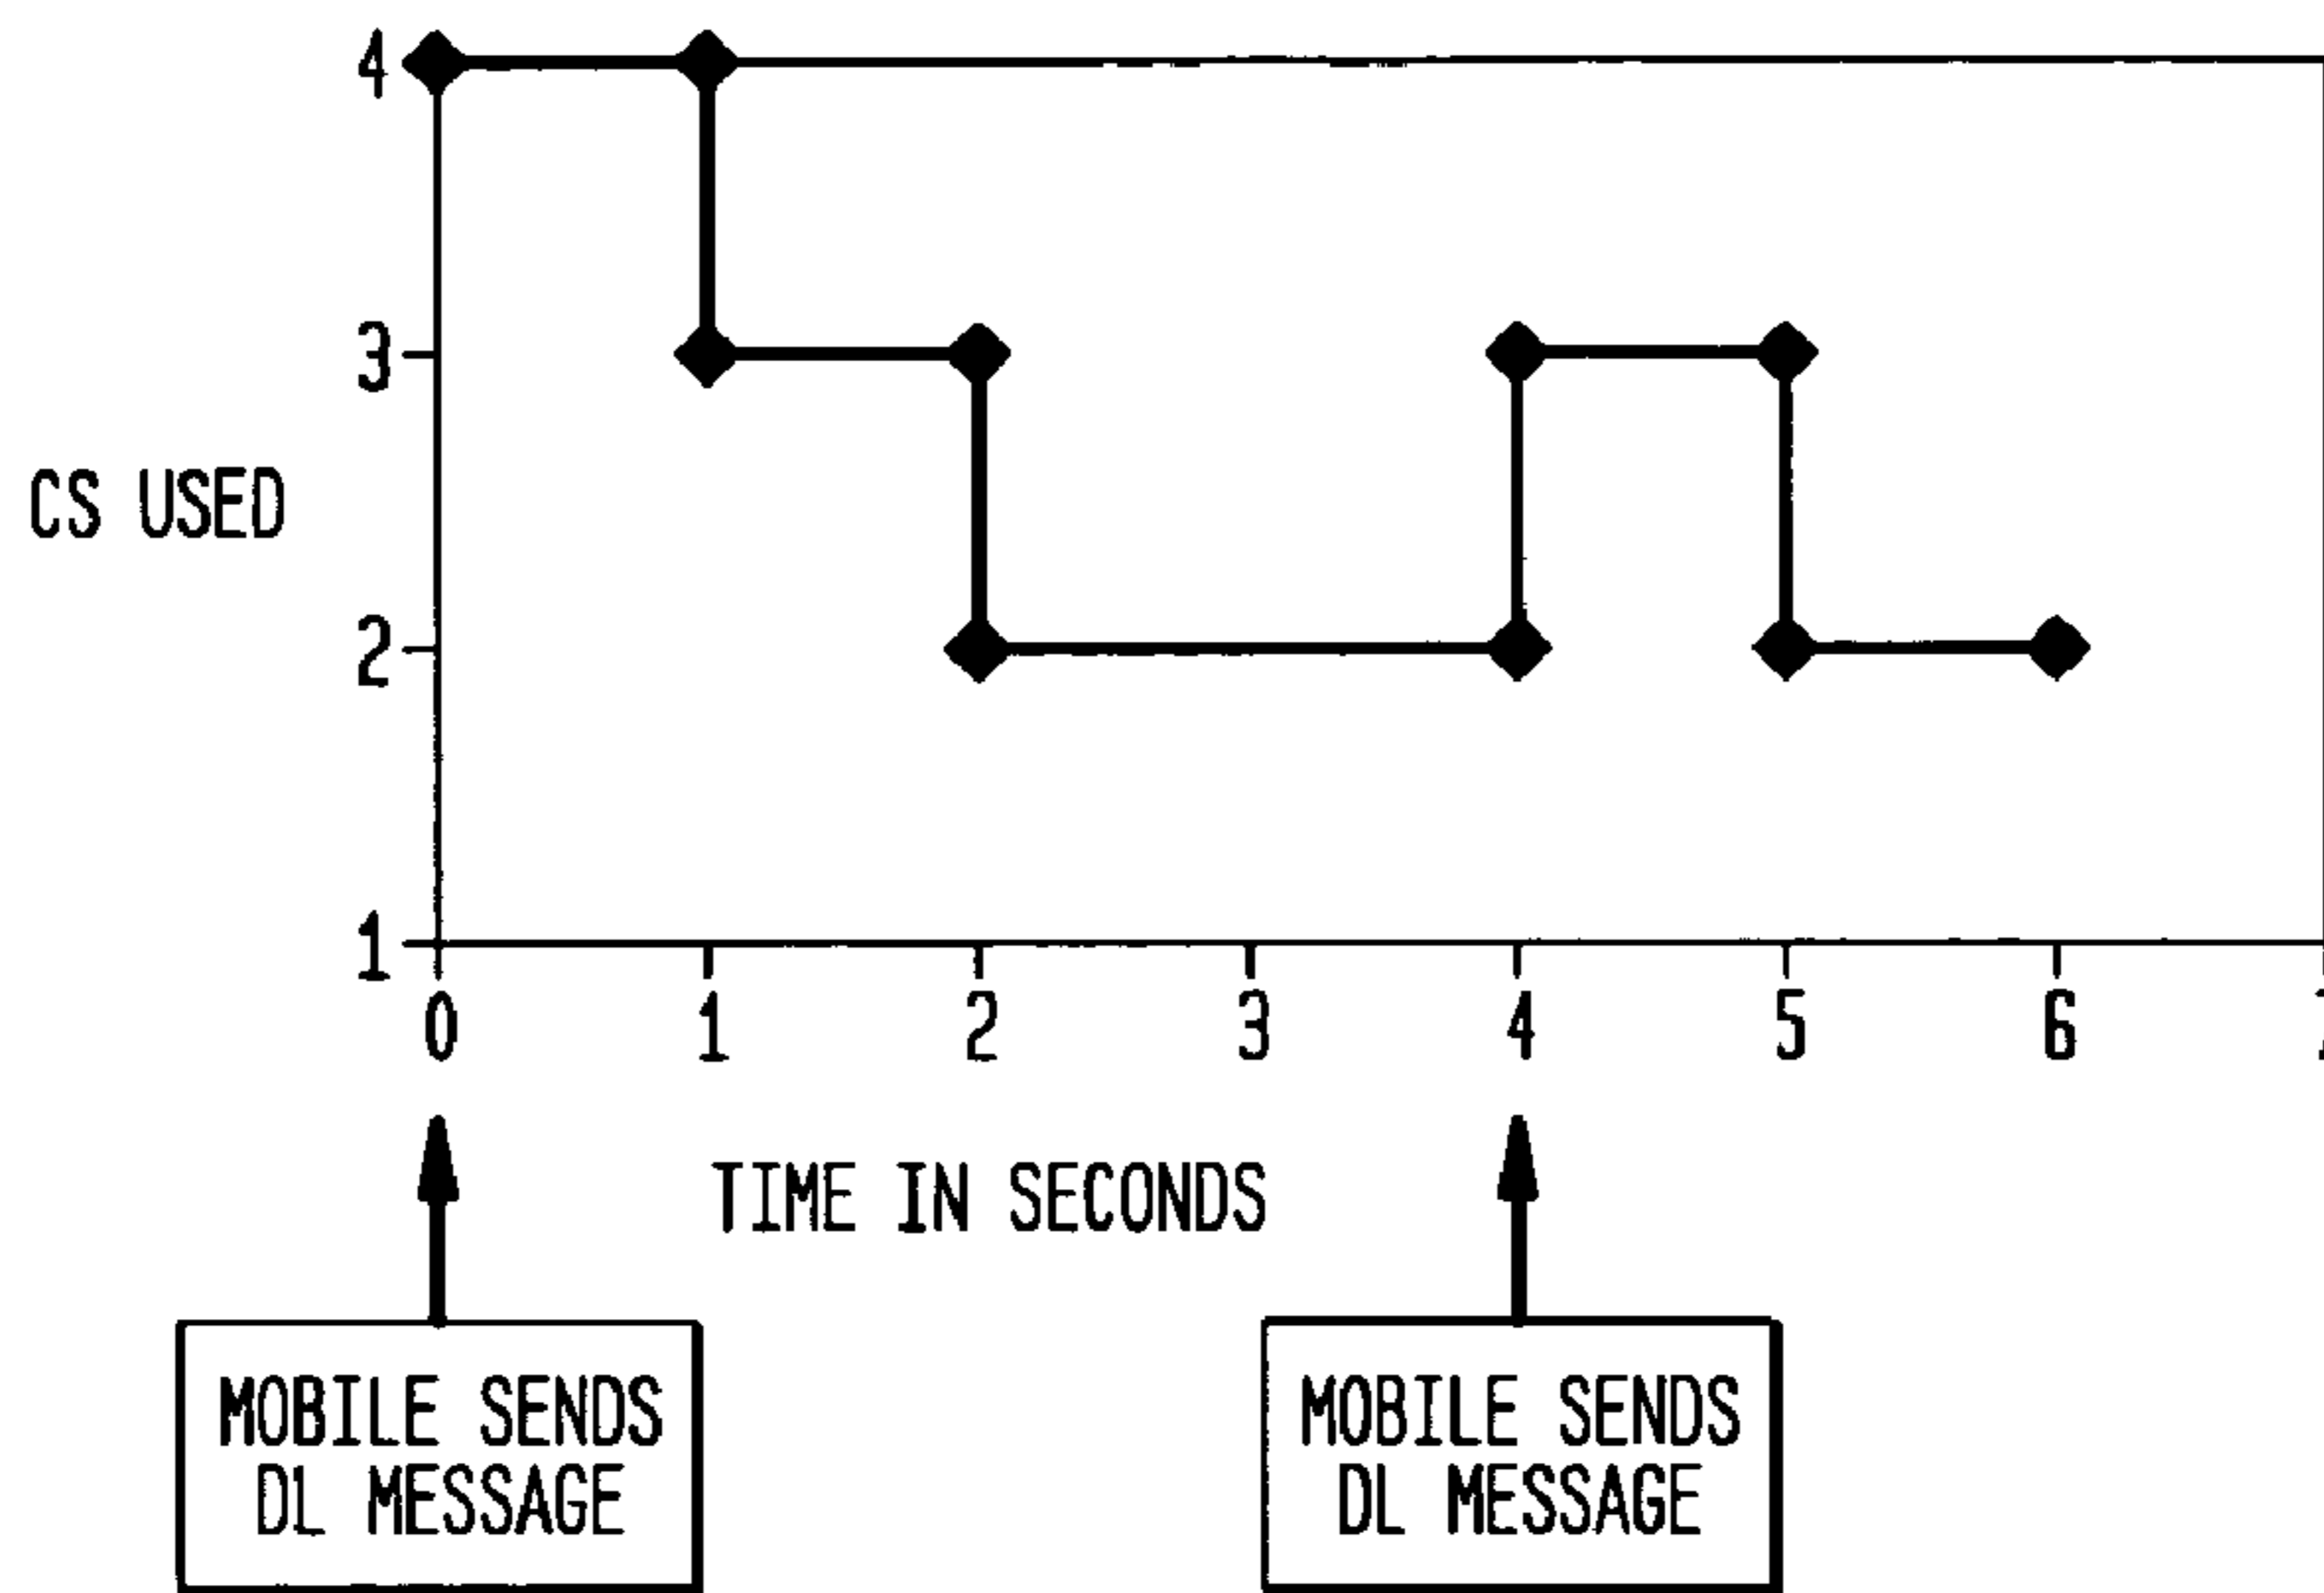 4
3
CS USED
2
1
0 1 2 3 4 5 6
TIME IN SECONDS
MOBILE SENDS
DL MESSAGE
MOBILE SENDS
DL MESSAGE